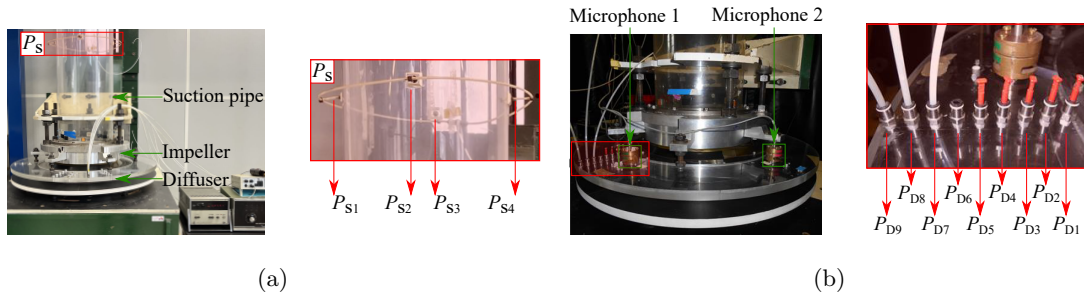 P_S
Suction pipe
Impeller
Diffuser
P_S
P_S1
P_S2
P_S3
P_S4
(a)
Microphone 1
Microphone 2
P_D8
P_D6
P_D4
P_D2
P_D9
P_D7
P_D5
P_D3
P_D1
(b)